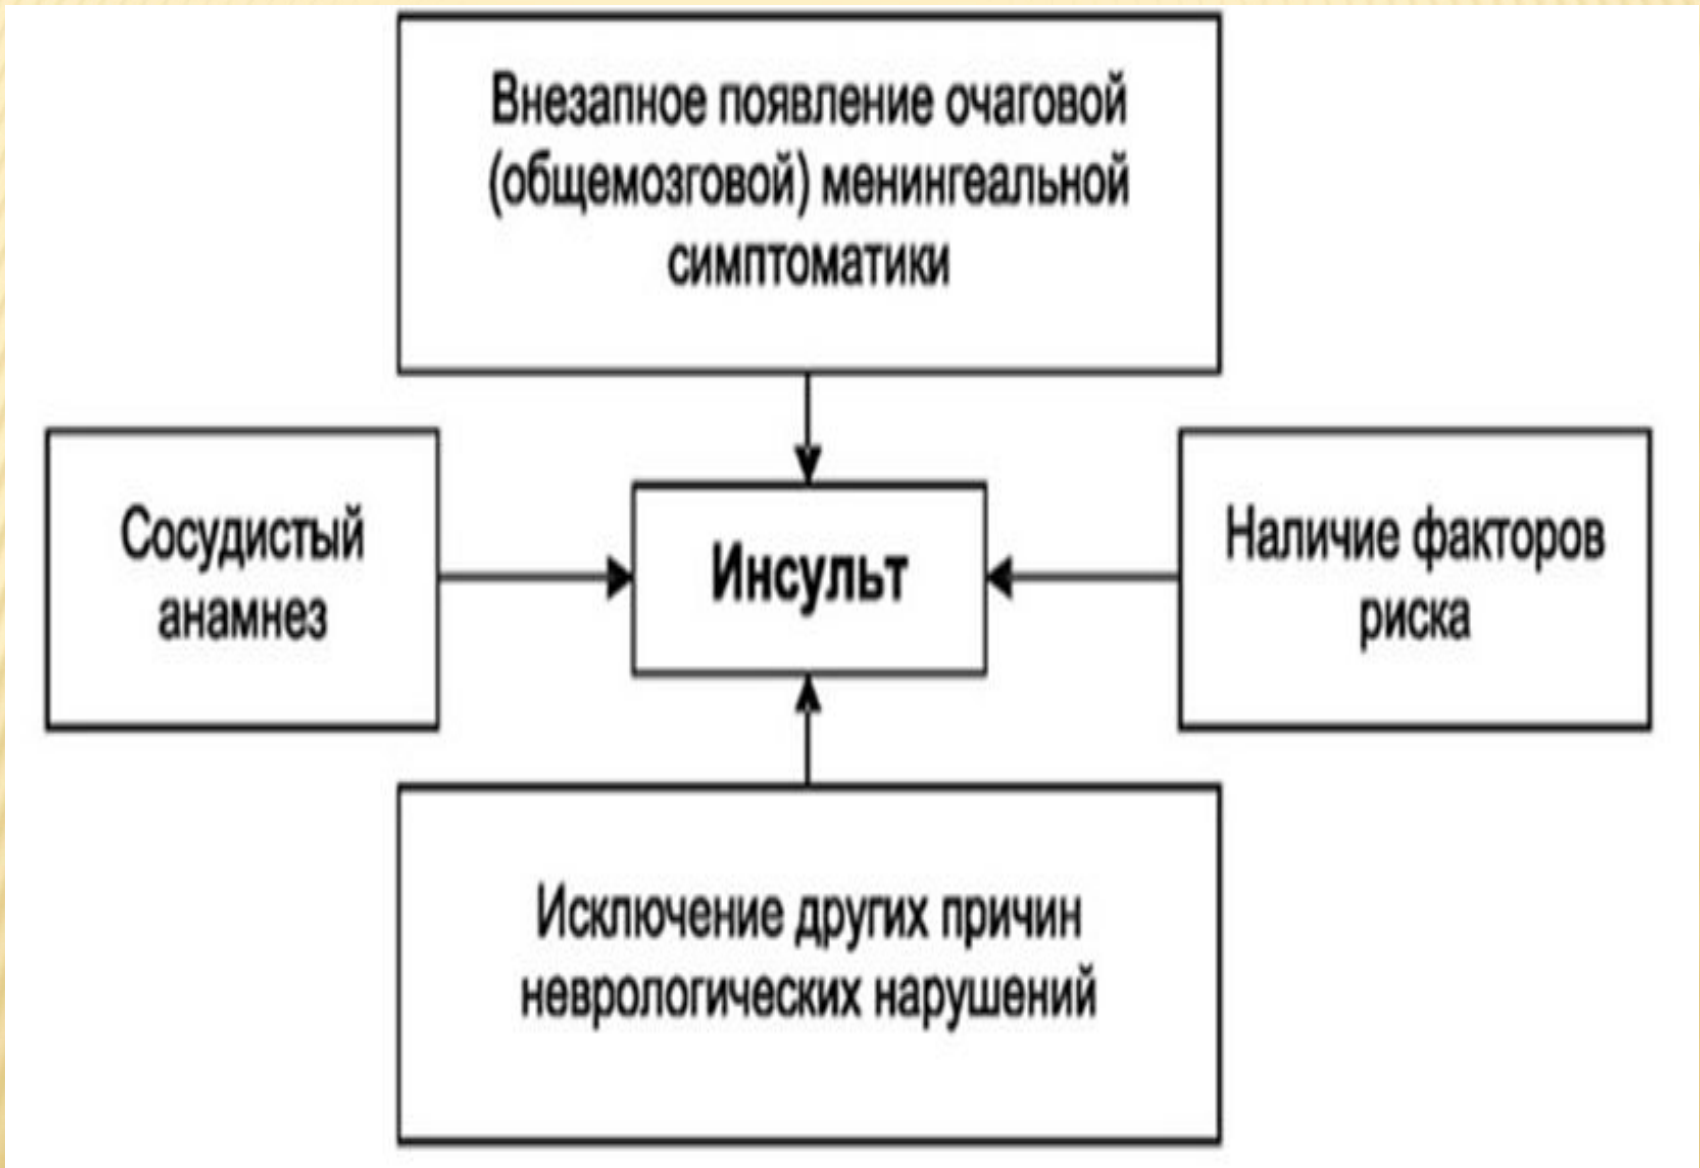 Внезапное появление очаговой
(общемозговой) менингеальной
симптоматики
Сосудистый
анамнез
Инсульт
Наличие факторов
риска
Исключение других причин
неврологических нарушений